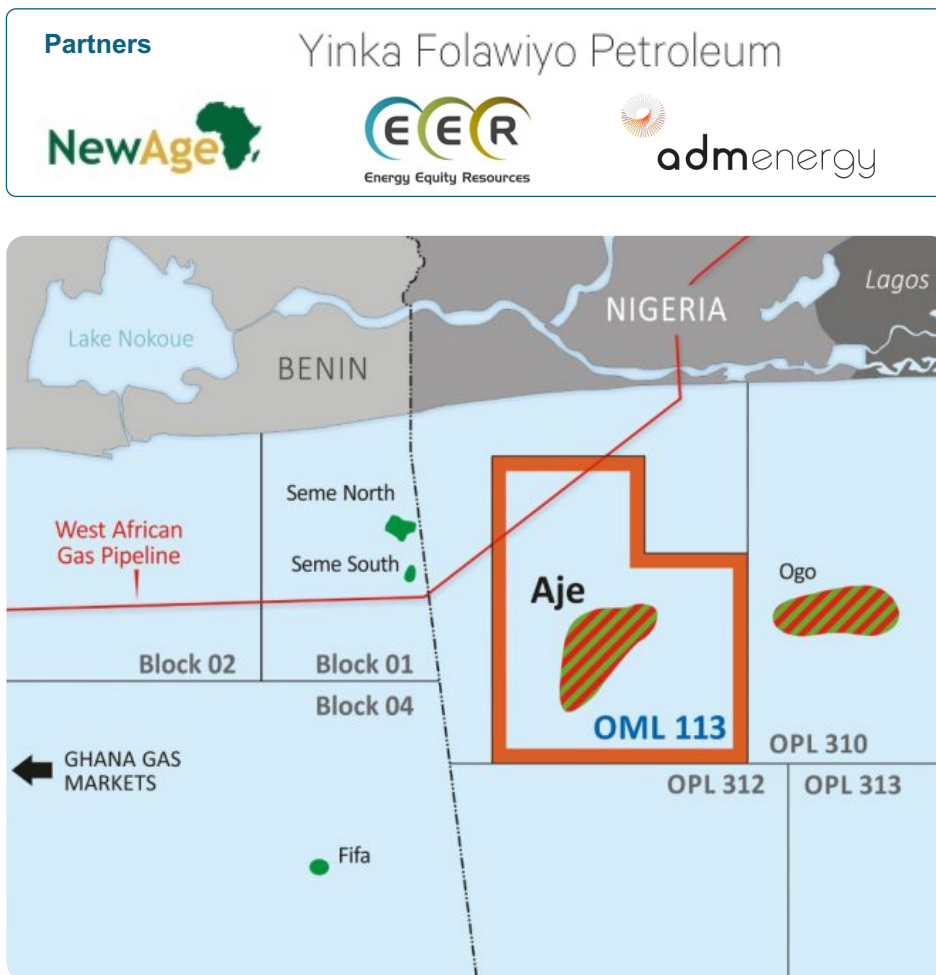 Partners
Yinka Folawiyo Petroleum
NewAge
EER
Energy Equity Resources
admenergy
Lagos
NIGERIA
Lake Nokoue
BENIN
Seme North
West African
Gas Pipeline
Seme South
Ogo
Aje
Block 02
Block 01
Block 04
OML 113
OPL 310
GHANA GAS
MARKETS
OPL 312
OPL 313
Fifa